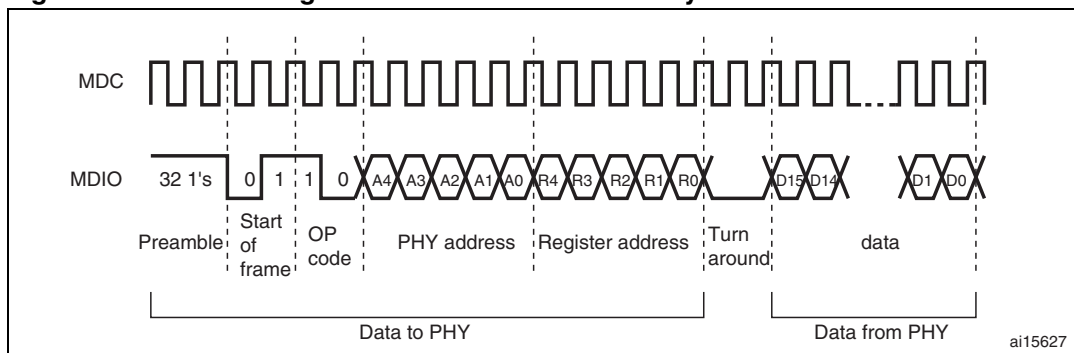 MDC
MDIO 32 1's 0 1 1 0 A4 A3 A2 A1 A0 R4 R3 R2 R1 R0 D15 D14 D1 D0
Preamble
Start
of
frame
OP
code
PHY address
Register address
Turn
around
data
Data to PHY
Data from PHY
ai15627